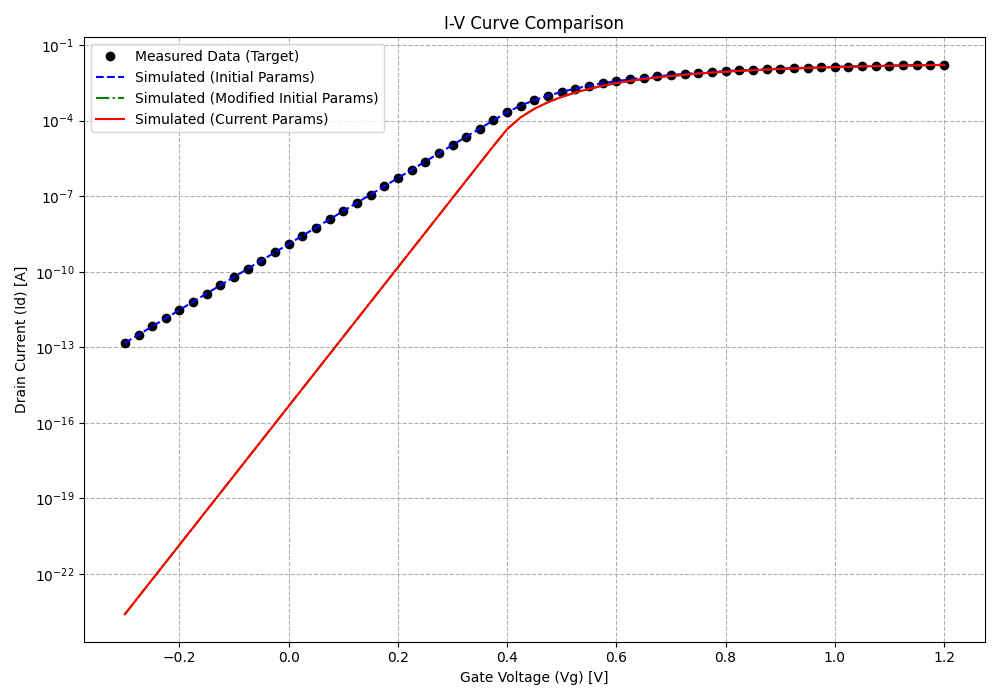 I-V Curve Comparison
Measured Data (Target)
Simulated (Initial Params)
Simulated (Modified Initial Params)
Simulated (Current Params)
Drain Current (Id) [A]
10⁻¹
10⁻⁴
10⁻⁷
10⁻¹⁰
10⁻¹³
10⁻¹⁶
10⁻¹⁹
10⁻²²
−0.2 0.0 0.2 0.4 0.6 0.8 1.0 1.2
Gate Voltage (Vg) [V]